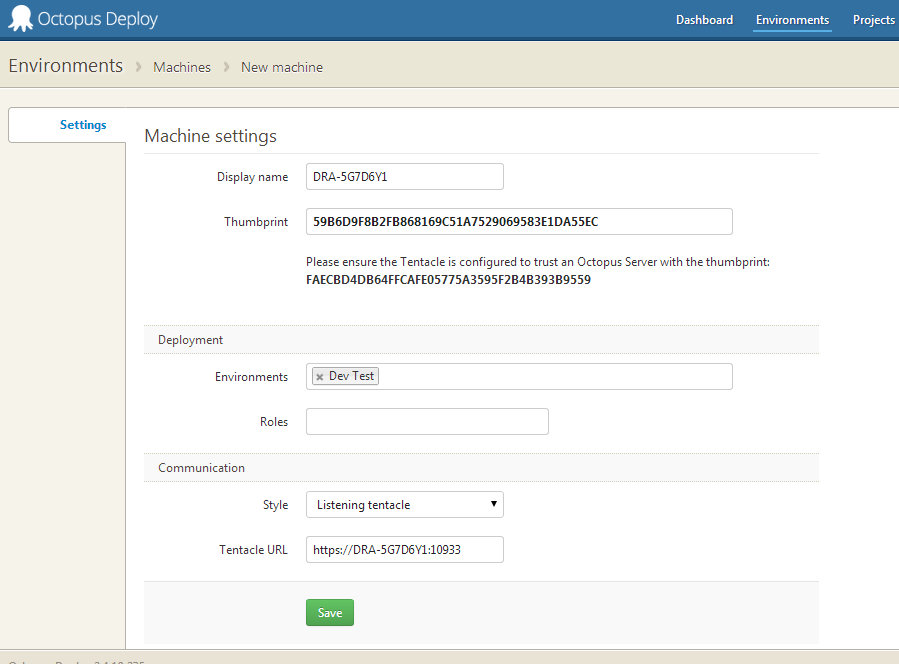 Octopus Deploy
Dashboard Environments Projects
Environments Machines New machine
Settings
Machine settings
Display name DRA-5G7D6Y1
Thumbprint 59B6D9F8B2FB868169C51A7529069583E1DA55EC
Please ensure the Tentacle is configured to trust an Octopus Server with the thumbprint:
FAECBD4DB64FFCAFE05775A3595F2B4B393B9559
Deployment
Environments Dev Test
Roles
Communication
Style Listening tentacle
Tentacle URL https://DRA-5G7D6Y1:10933
Save